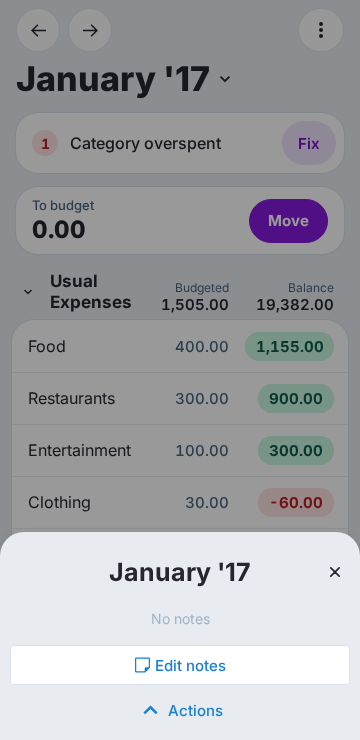 January '17
1 Category overspent Fix
To budget
0.00 Move
Usual Expenses Budgeted 1,505.00 Balance 19,382.00
Food 400.00 1,155.00
Restaurants 300.00 900.00
Entertainment 100.00 300.00
Clothing 30.00 -60.00
January '17
No notes
Edit notes
Actions